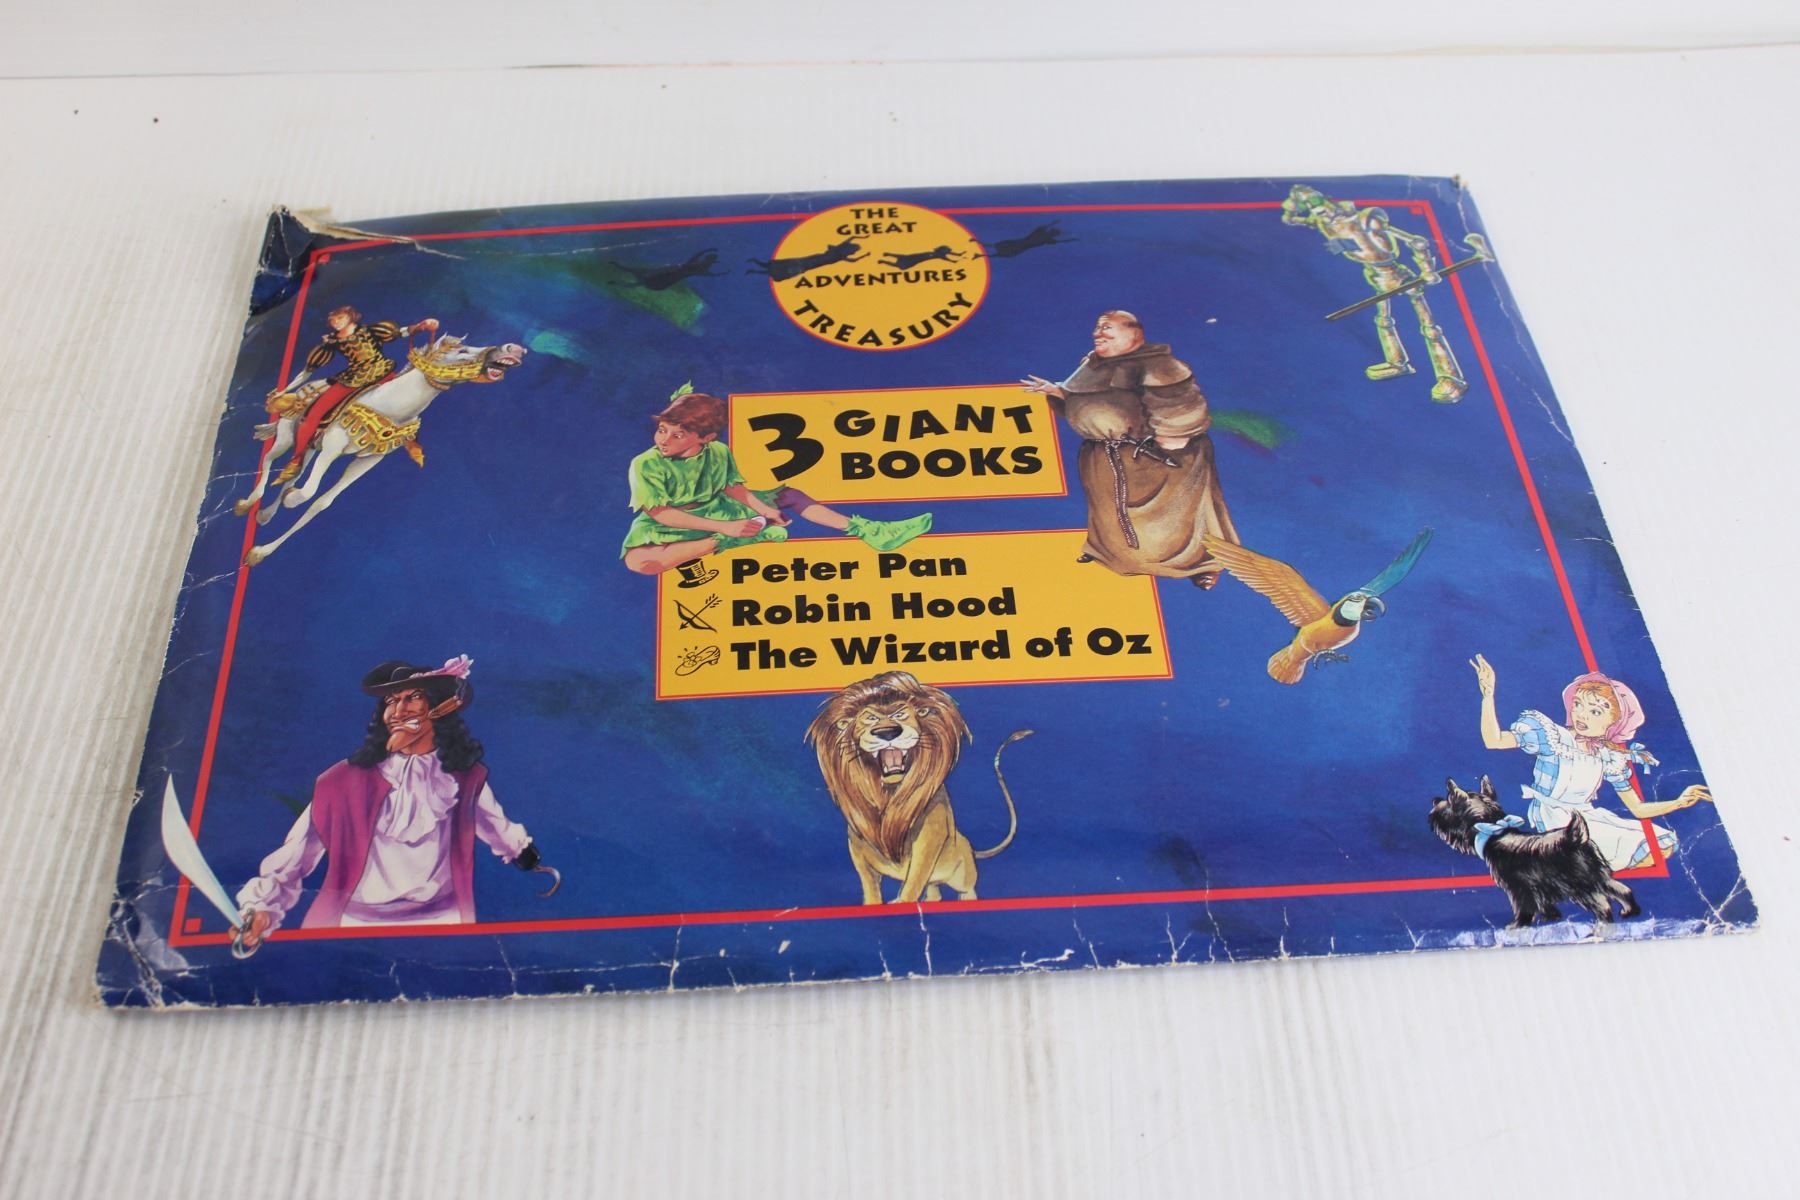 THE
GREAT
ADVENTURES
TREASURY
3 GIANT
BOOKS
Peter Pan
Robin Hood
The Wizard of Oz